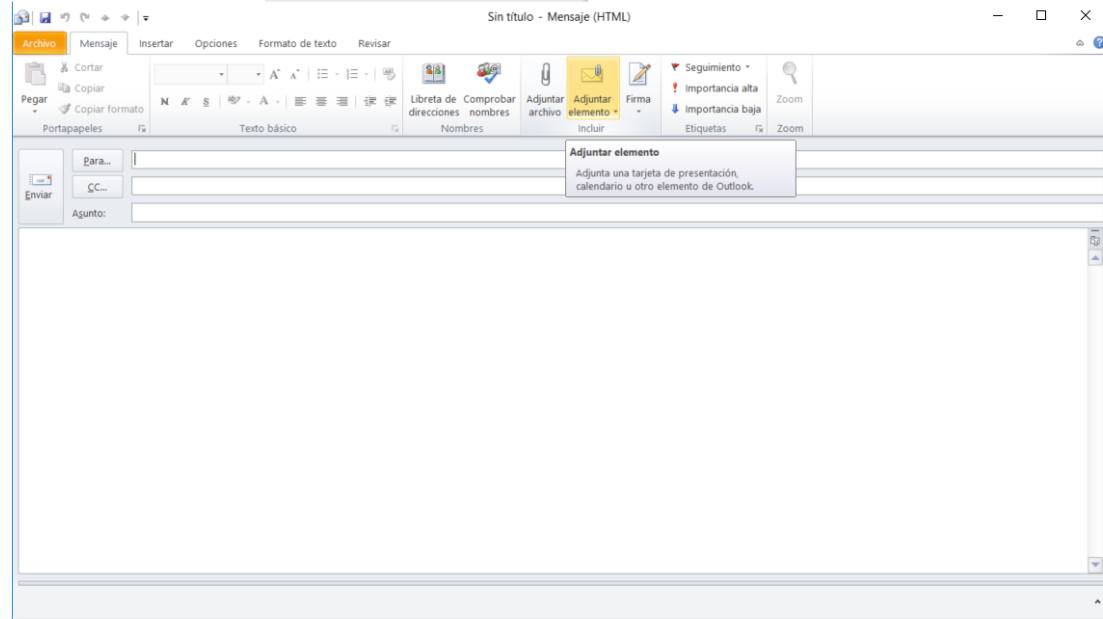 Sin título - Mensaje (HTML)
Archivo Mensaje Insertar Opciones Formato de texto Revisar
Pegar
Cortar
Copiar
Copiar formato
Portapapeles
N K S
A
Texto básico
Libreta de direcciones
Comprobar nombres
Nombres
Adjuntar archivo
Adjuntar elemento
Firma
Incluir
Seguimiento
Importancia alta
Importancia baja
Etiquetas
Zoom
Zoom
Adjuntar elemento
Adjunta una tarjeta de presentación,
calendario u otro elemento de Outlook.
Enviar
Para...
CC...
Asunto: